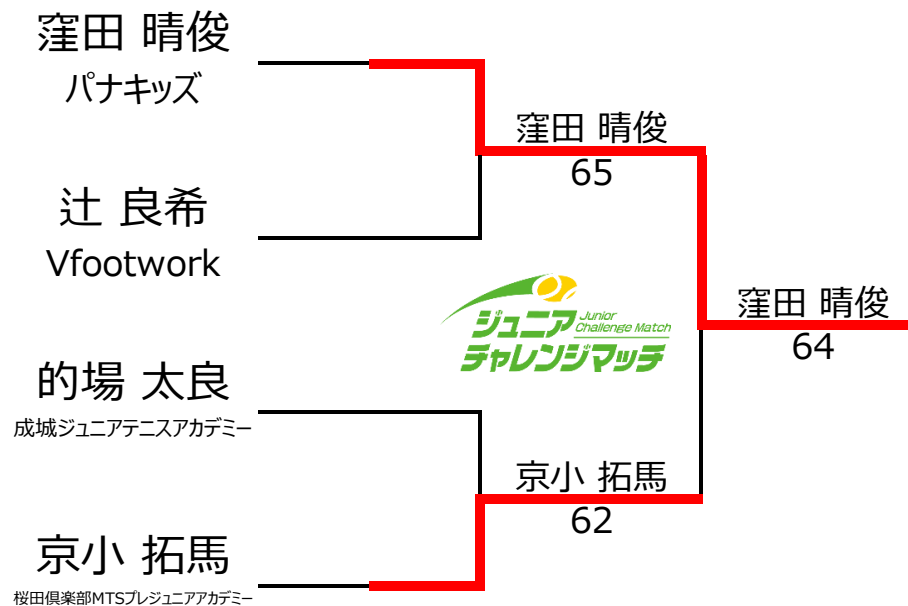 窪田 晴俊
パナキッズ
窪田 晴俊
65
辻 良希
Vfootwork
ジュニア Junior
Challenge Match
チャレンジマッチ
窪田 晴俊
64
的場 太良
成城ジュニアテニスアカデミー
京小 拓馬
62
京小 拓馬
桜田倶楽部MTSプレジュニアアカデミー